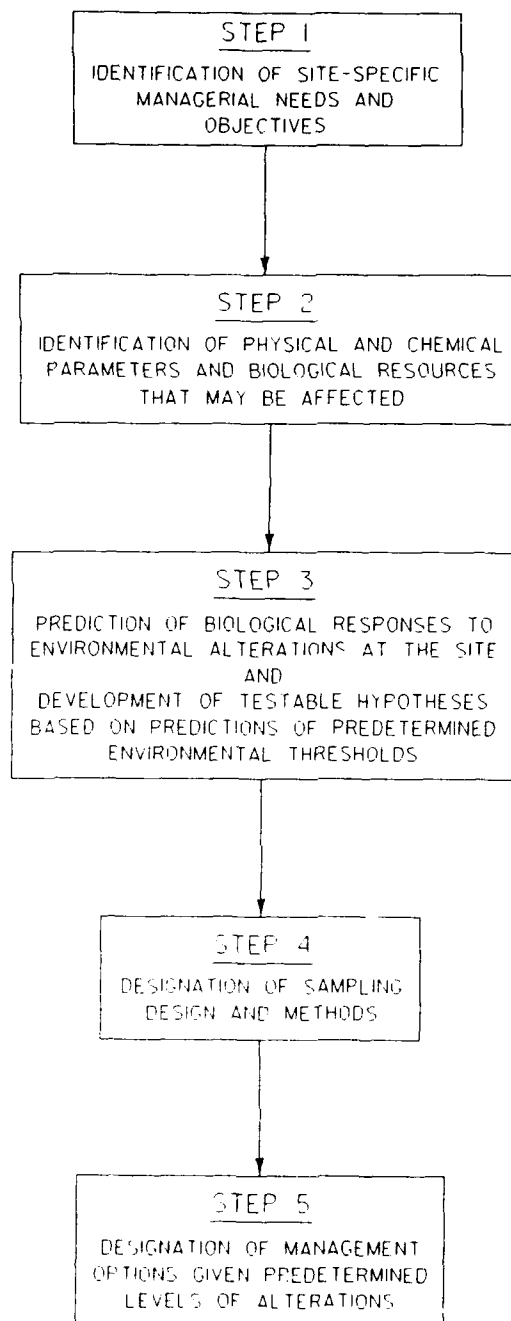 STEP 1
IDENTIFICATION OF SITE-SPECIFIC
MANAGERIAL NEEDS AND
OBJECTIVES
STEP 2
IDENTIFICATION OF PHYSICAL AND CHEMICAL
PARAMETERS AND BIOLOGICAL RESOURCES
THAT MAY BE AFFECTED
STEP 3
PREDICTION OF BIOLOGICAL RESPONSES TO
ENVIRONMENTAL ALTERATIONS AT THE SITE
AND
DEVELOPMENT OF TESTABLE HYPOTHESES
BASED ON PREDICTIONS OF PREDETERMINED
ENVIRONMENTAL THRESHOLDS
STEP 4
DESIGNATION OF SAMPLING
DESIGN AND METHODS
STEP 5
DESIGNATION OF MANAGEMENT
OPTIONS GIVEN PREDETERMINED
LEVELS OF ALTERATIONS